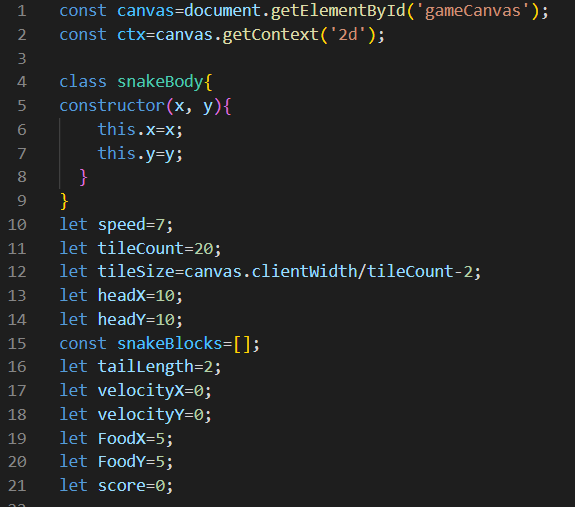 1 const canvas=document.getElementById('gameCanvas');
2 const ctx=canvas.getContext('2d');
3
4 class snakeBody{
5 constructor(x, y){
6     this.x=x;
7     this.y=y;
8   }
9 }
10 let speed=7;
11 let tileCount=20;
12 let tileSize=canvas.clientWidth/tileCount-2;
13 let headX=10;
14 let headY=10;
15 const snakeBlocks=[];
16 let tailLength=2;
17 let velocityX=0;
18 let velocityY=0;
19 let FoodX=5;
20 let FoodY=5;
21 let score=0;